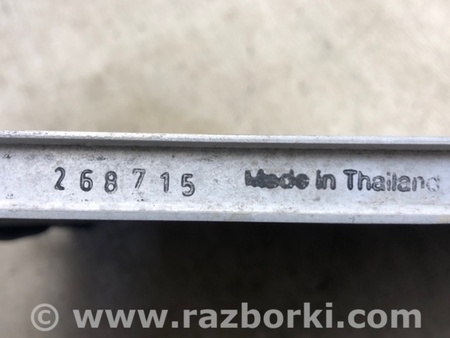 268715 Made in Thailand
© www.razborki.com